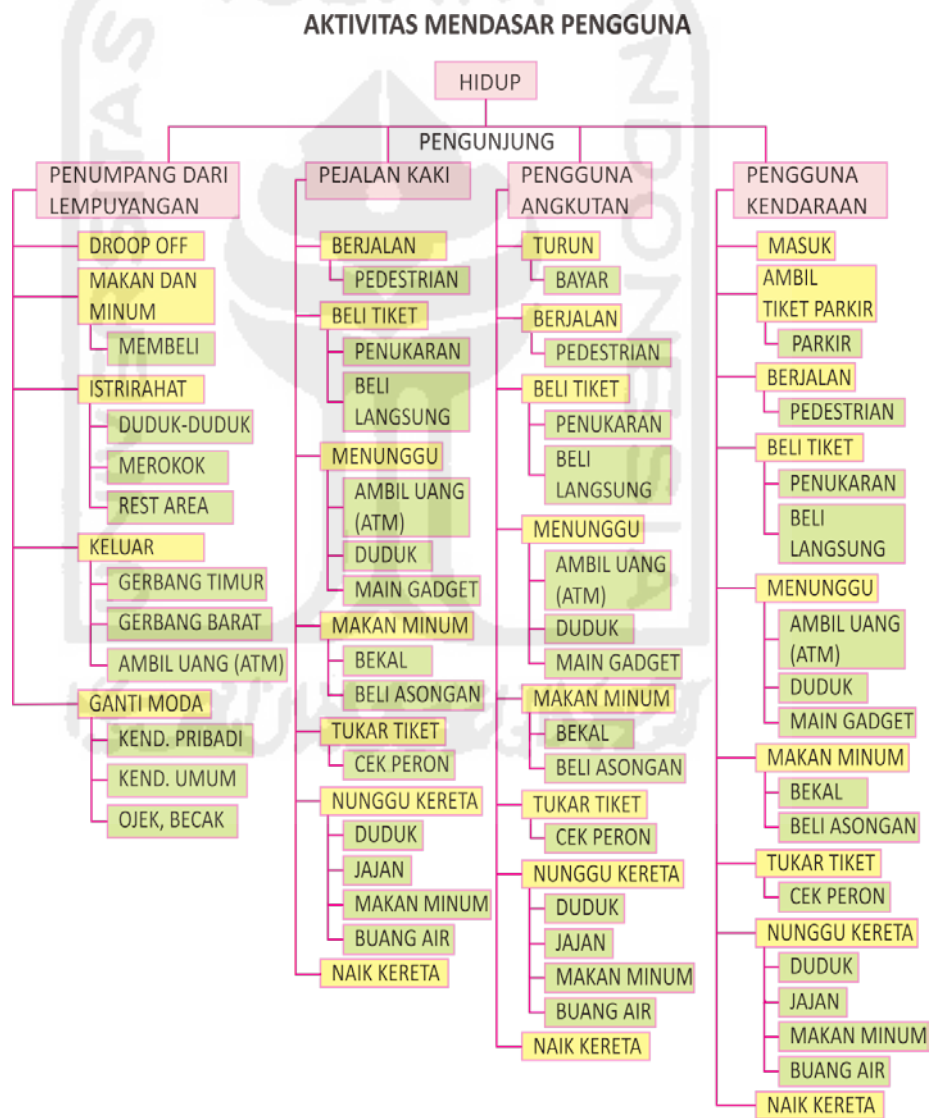 AKTIVITAS MENDASAR PENGGUNA
HIDUP
PENGUNJUNG
PENUMPANG DARI
LEMPUYANGAN
DROOP OFF
MAKAN DAN
MINUM
MEMBELI
ISTRIRAHAT
DUDUK-DUDUK
MEROKOK
REST AREA
KELUAR
GERBANG TIMUR
GERBANG BARAT
AMBIL UANG (ATM)
GANTI MODA
KEND. PRIBADI
KEND. UMUM
OJEK, BECAK
PEJALAN KAKI
BERJALAN
PEDESTRIAN
BELI TIKET
PENUKARAN
BELI
LANGSUNG
MENUNGGU
AMBIL UANG
(ATM)
DUDUK
MAIN GADGET
MAKAN MINUM
BEKAL
BELI ASONGAN
TUKAR TIKET
CEK PERON
NUNGGU KERETA
DUDUK
JAJAN
MAKAN MINUM
BUANG AIR
NAIK KERETA
PENGGUNA
ANGKUTAN
TURUN
BAYAR
BERJALAN
PEDESTRIAN
BELI TIKET
PENUKARAN
BELI
LANGSUNG
MENUNGGU
AMBIL UANG
(ATM)
DUDUK
MAIN GADGET
MAKAN MINUM
BEKAL
BELI ASONGAN
TUKAR TIKET
CEK PERON
NUNGGU KERETA
DUDUK
JAJAN
MAKAN MINUM
BUANG AIR
NAIK KERETA
PENGGUNA
KENDARAAN
MASUK
AMBIL
TIKET PARKIR
PARKIR
BERJALAN
PEDESTRIAN
BELI TIKET
PENUKARAN
BELI
LANGSUNG
MENUNGGU
AMBIL UANG
(ATM)
DUDUK
MAIN GADGET
MAKAN MINUM
BEKAL
BELI ASONGAN
TUKAR TIKET
CEK PERON
NUNGGU KERETA
DUDUK
JAJAN
MAKAN MINUM
BUANG AIR
NAIK KERETA